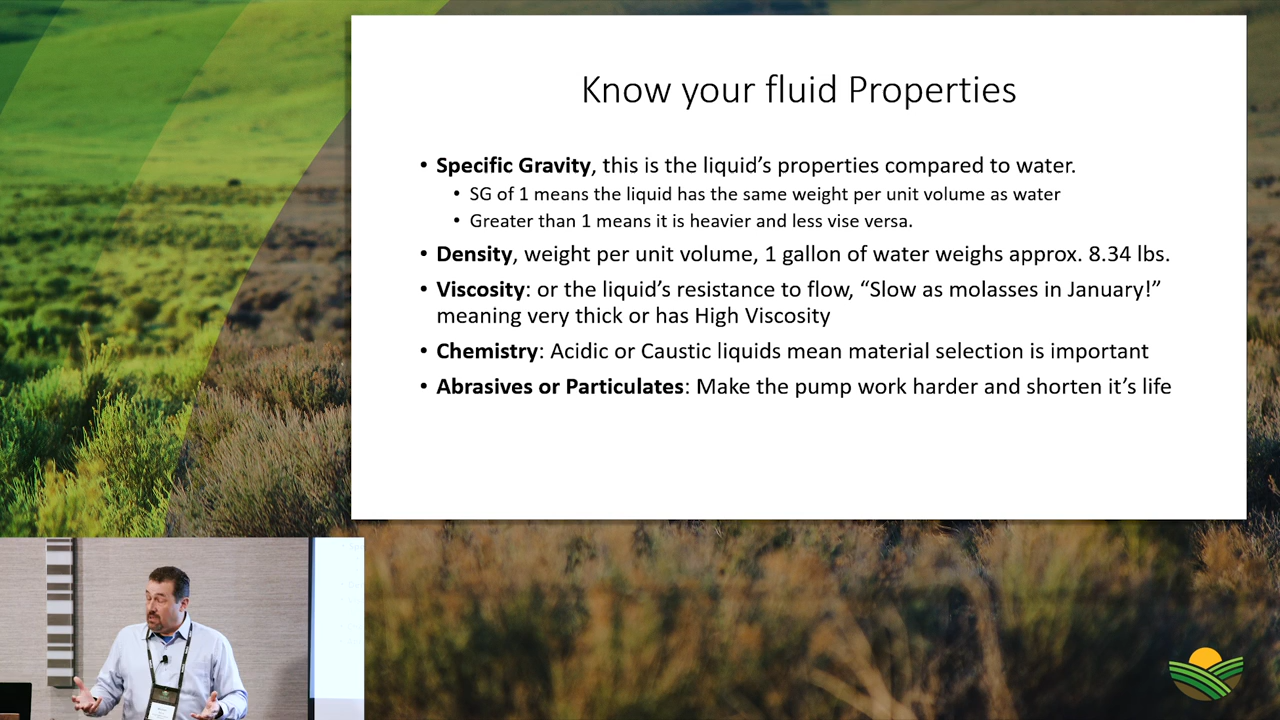 Know your fluid Properties
• Specific Gravity, this is the liquid’s properties compared to water.
• SG of 1 means the liquid has the same weight per unit volume as water
• Greater than 1 means it is heavier and less vise versa.
• Density, weight per unit volume, 1 gallon of water weighs approx. 8.34 lbs.
• Viscosity: or the liquid’s resistance to flow, “Slow as molasses in January!”
meaning very thick or has High Viscosity
• Chemistry: Acidic or Caustic liquids mean material selection is important
• Abrasives or Particulates: Make the pump work harder and shorten it’s life